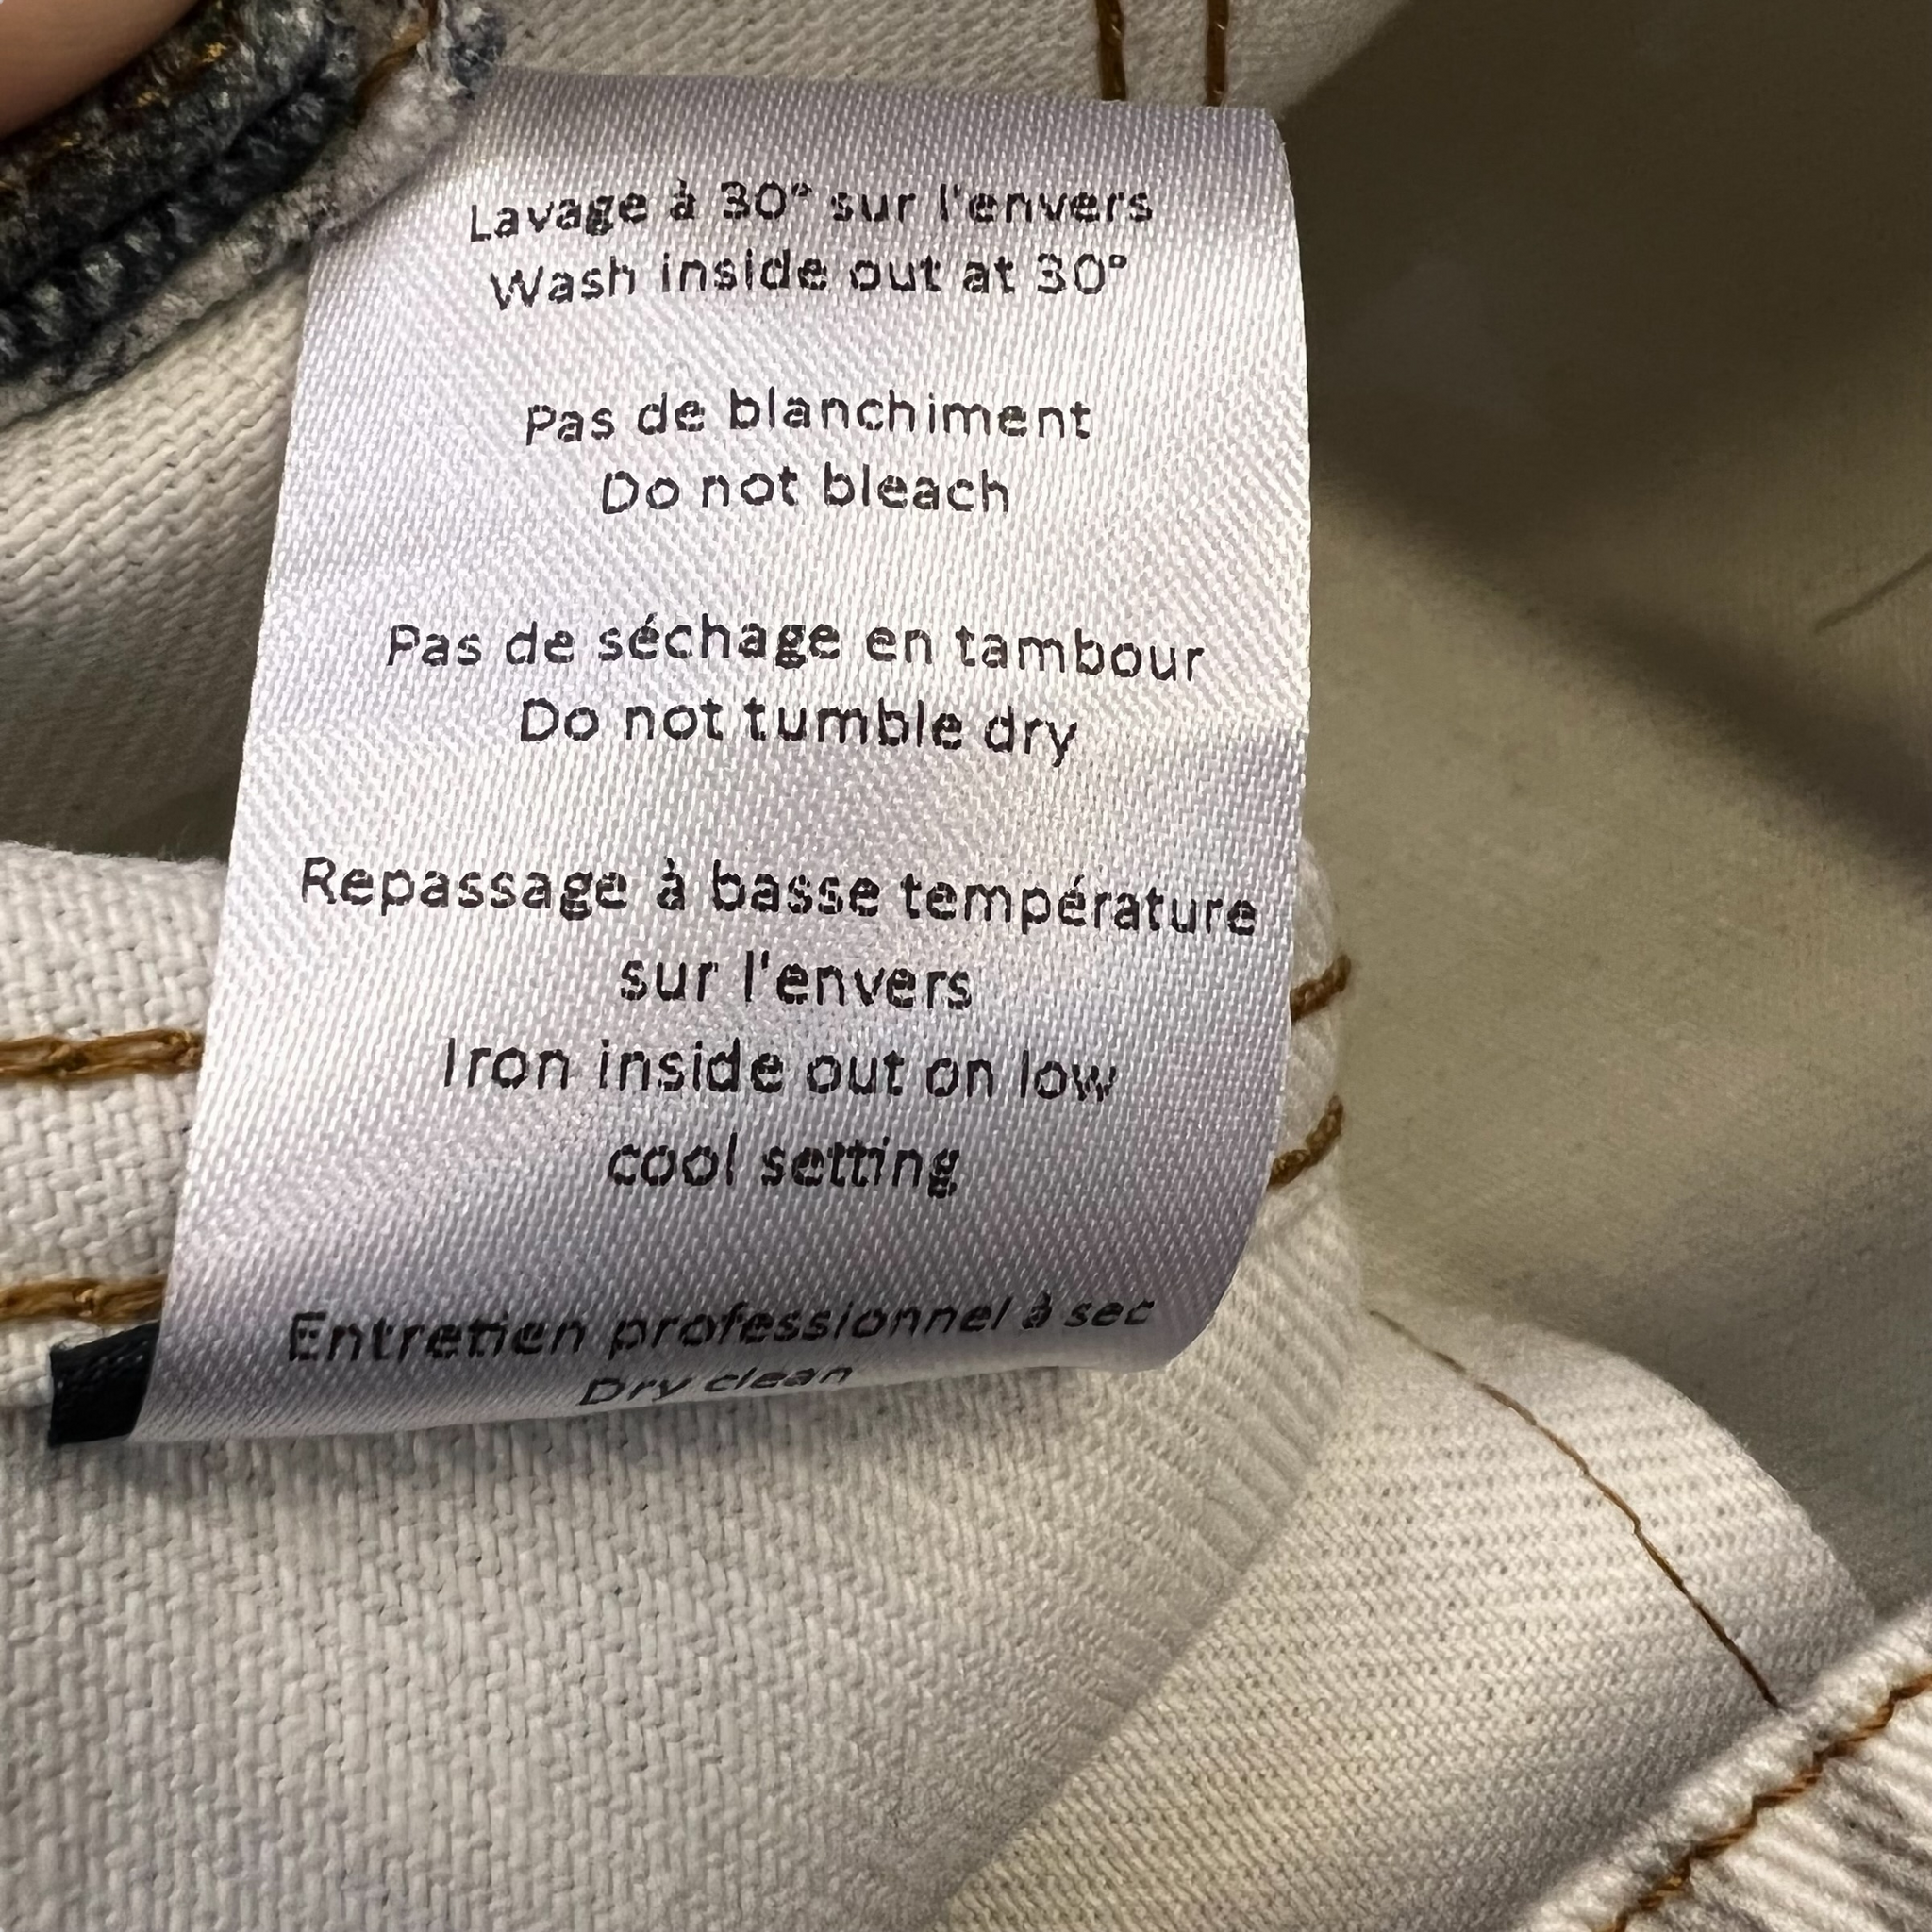 Lavage à 30° sur l'envers
Wash inside out at 30°
Pas de blanchiment
Do not bleach
Pas de séchage en tambour
Do not tumble dry
Repassage à basse température
sur l'envers
Iron inside out on low
cool setting
Entretien professionnel à sec
Dry clean